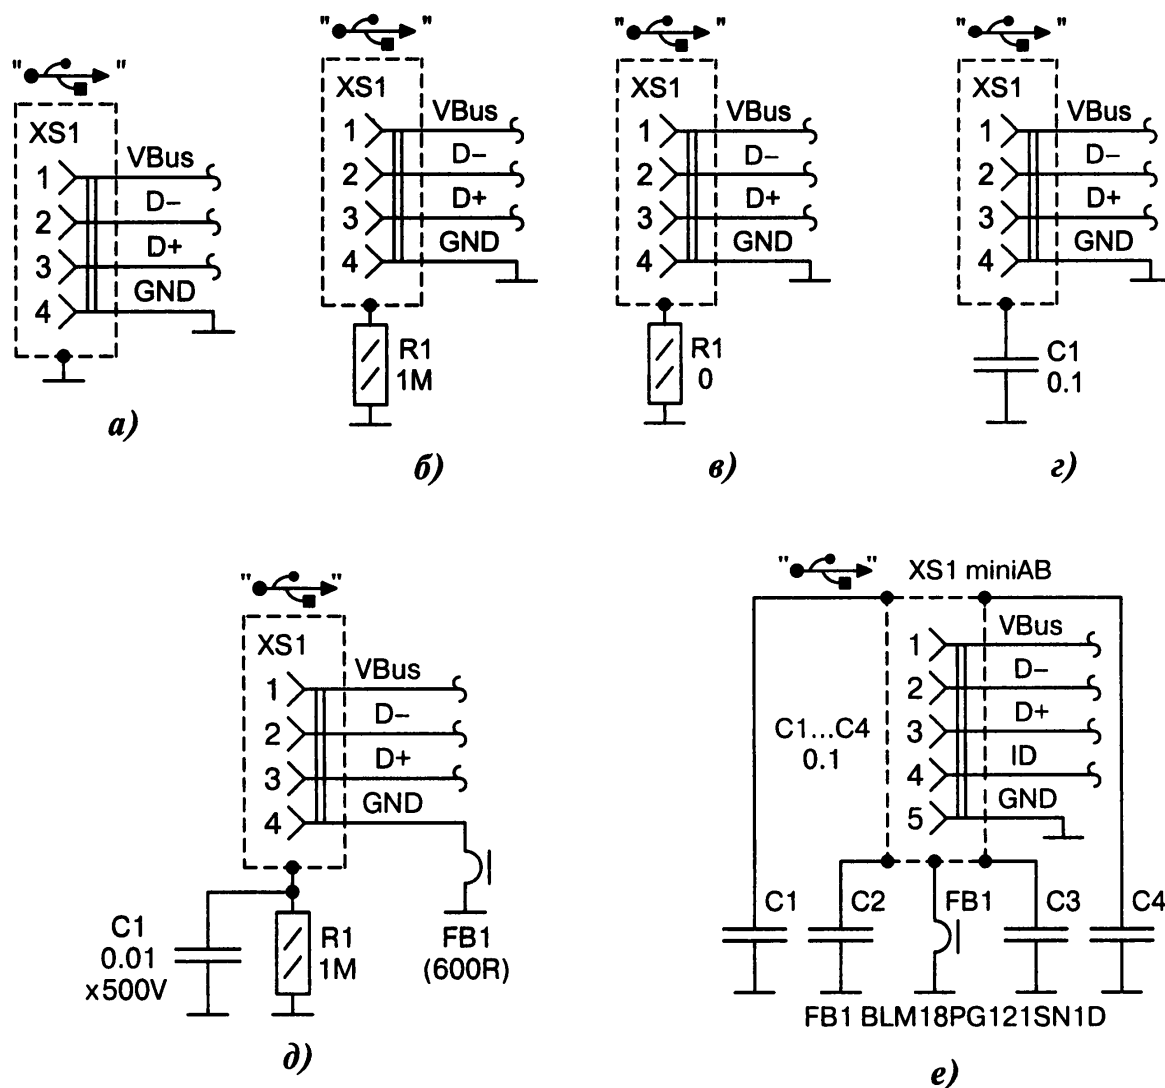 " "
XS1
1 VBus
2 D–
3 D+
4 GND
а)
" "
XS1
1 VBus
2 D–
3 D+
4 GND
R1
1M
б)
" "
XS1
1 VBus
2 D–
3 D+
4 GND
R1
0
в)
" "
XS1
1 VBus
2 D–
3 D+
4 GND
C1
0.1
г)
" "
XS1
1 VBus
2 D–
3 D+
4 GND
C1
0.01
x500V
R1
1M
FB1
(600R)
д)
" "
XS1 miniAB
1 VBus
2 D–
3 D+
4 ID
5 GND
C1...C4
0.1
C1 C2 FB1 C3 C4
FB1 BLM18PG121SN1D
е)